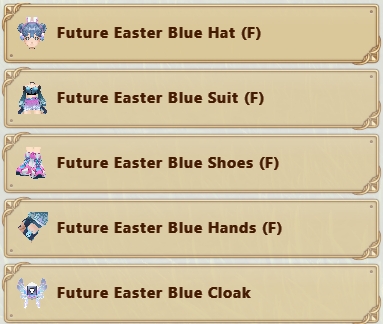 Future Easter Blue Hat (F)
Future Easter Blue Suit (F)
Future Easter Blue Shoes (F)
Future Easter Blue Hands (F)
Future Easter Blue Cloak